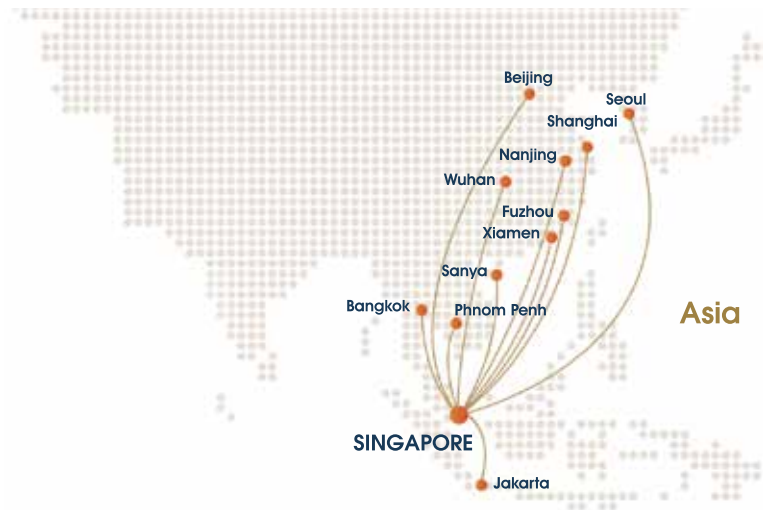 Beijing
Seoul
Shanghai
Nanjing
Wuhan
Fuzhou
Xiamen
Sanya
Bangkok
Phnom Penh
Asia
SINGAPORE
Jakarta